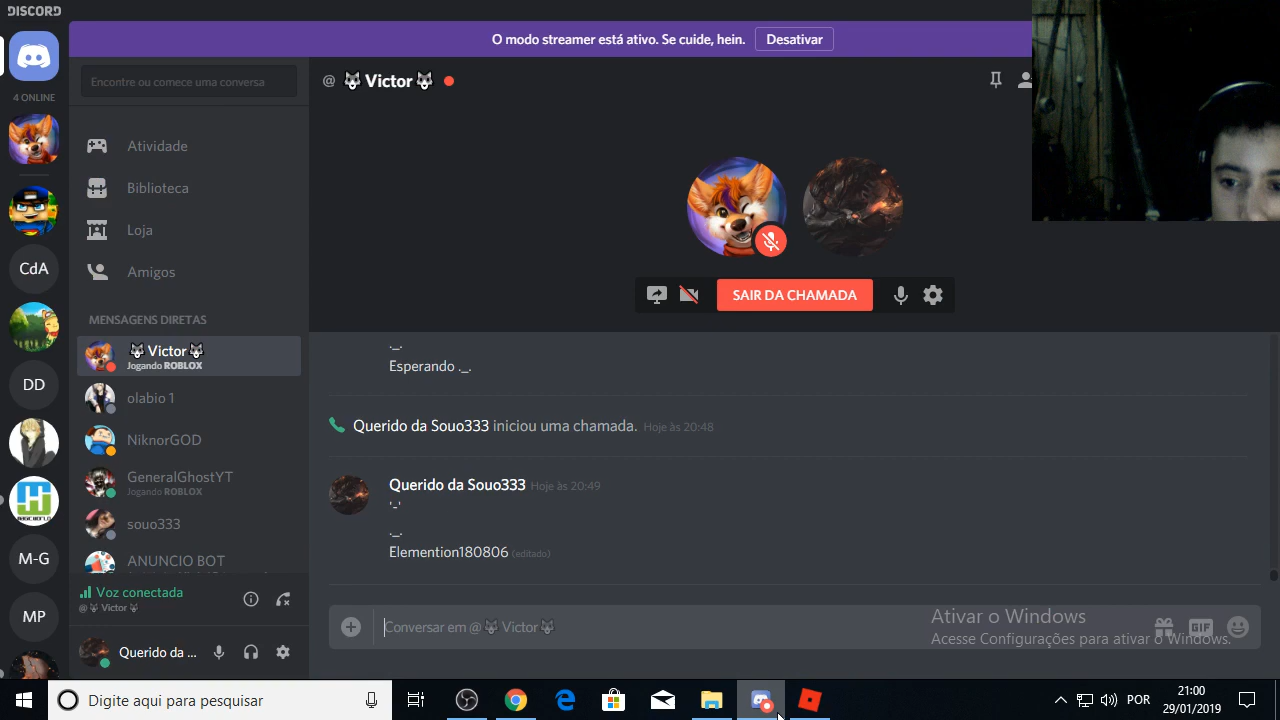 DISCORD
O modo streamer está ativo. Se cuide, hein. Desativar
Encontre ou comece uma conversa
@ Victor
4 ONLINE
Atividade
Biblioteca
Loja
CdA
Amigos
SAIR DA CHAMADA
MENSAGENS DIRETAS
Victor
Jogando ROBLOX
DD
olabio 1
NiknorGOD
GeneralGhostYT
Jogando ROBLOX
souo333
M-G
ANUNCIO BOT
Voz conectada
@ Victor
MP
Querido da ...
._.
Esperando ._.
Querido da Souo333 iniciou uma chamada. Hoje às 20:48
Querido da Souo333 Hoje às 20:49
'-'
._.
Elemention180806 (editado)
Conversar em @ Victor
GIF
Ativar o Windows
Acesse Configurações para ativar o Windows.
Digite aqui para pesquisar
POR
21:00
29/01/2019